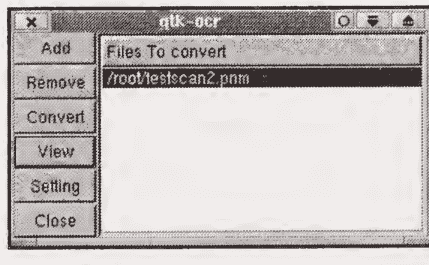 gtk-ocr
Add
Remove
Convert
View
Setting
Close
Files To convert
/root/testscan2.pnm